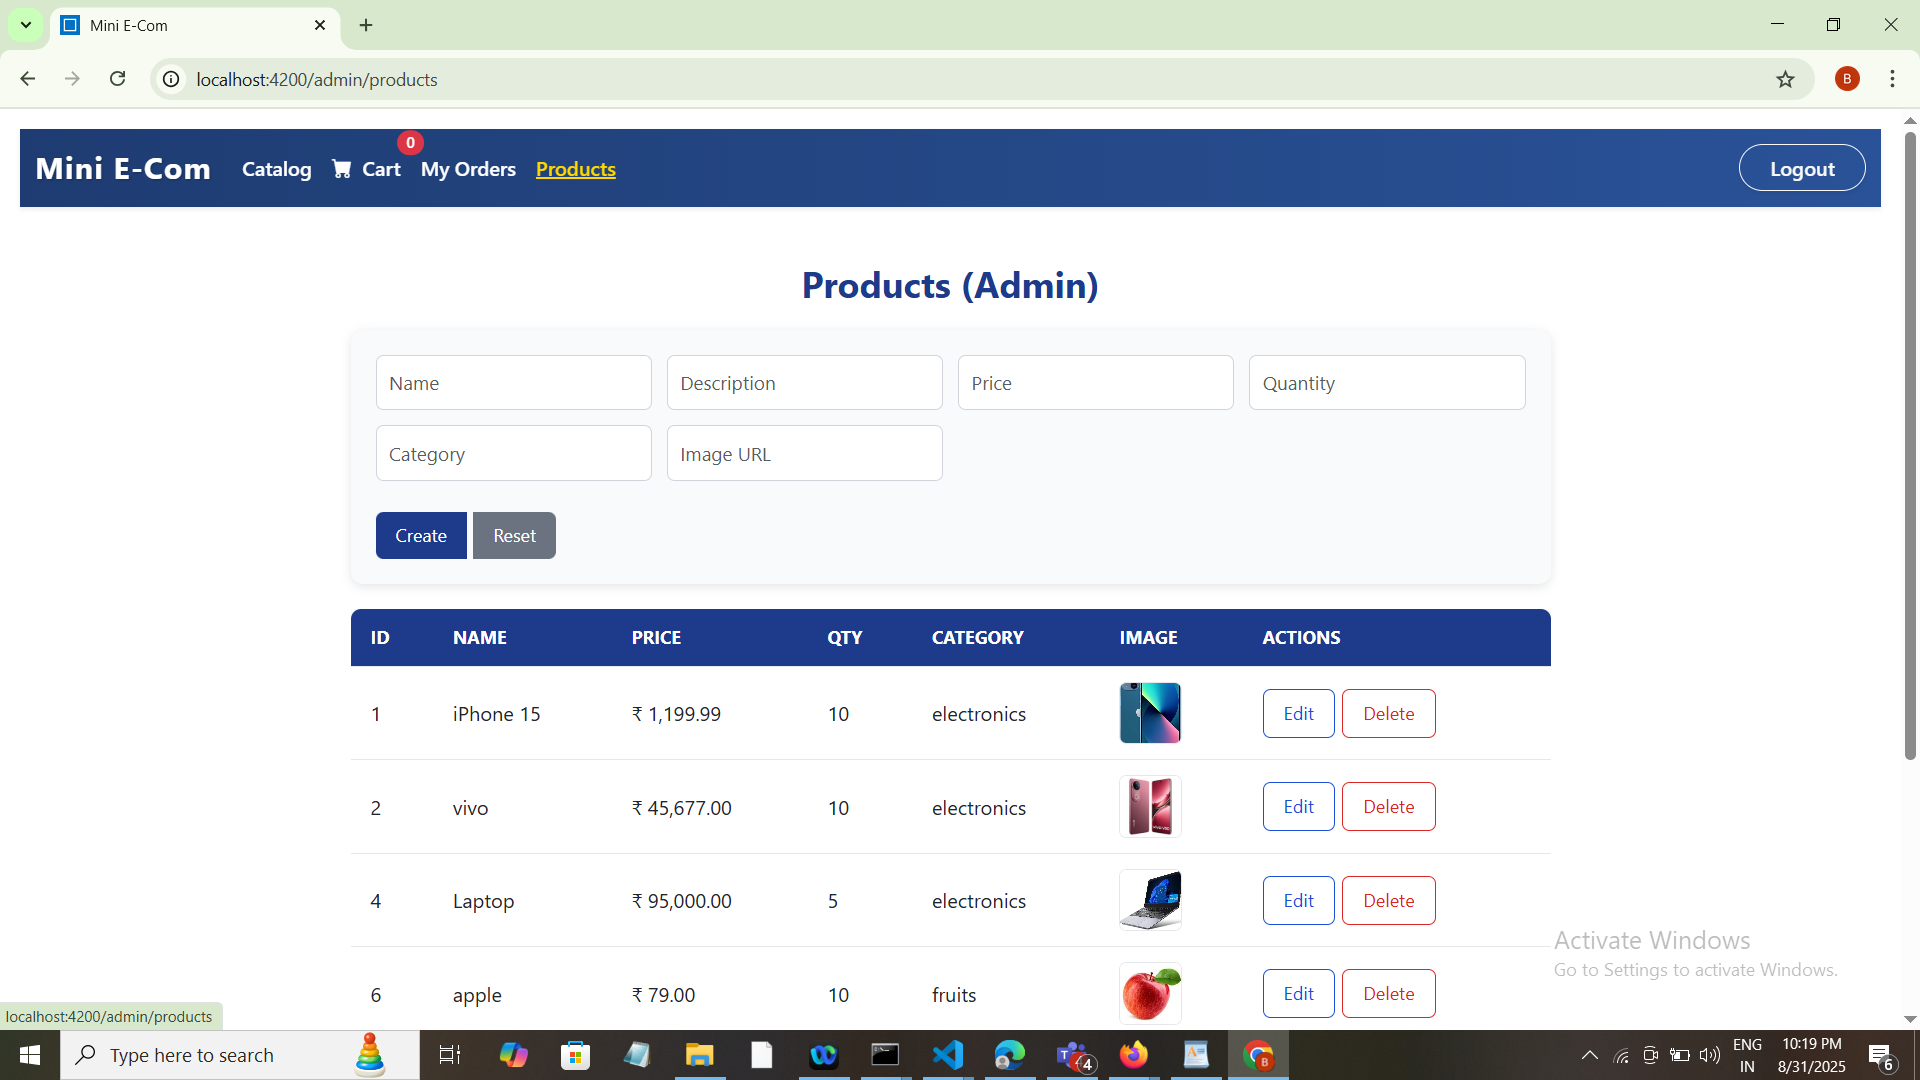 Mini E-Com
localhost:4200/admin/products
B
Mini E-Com Catalog Cart 0 My Orders Products Logout
Products (Admin)
Name Description Price Quantity
Category Image URL
Create Reset
ID NAME PRICE QTY CATEGORY IMAGE ACTIONS
1 iPhone 15 ₹ 1,199.99 10 electronics Edit Delete
2 vivo ₹ 45,677.00 10 electronics Edit Delete
4 Laptop ₹ 95,000.00 5 electronics Edit Delete
6 apple ₹ 79.00 10 fruits Edit Delete
Activate Windows
Go to Settings to activate Windows.
localhost:4200/admin/products
Type here to search
4
B
ENG
IN
10:19 PM
8/31/2025
6